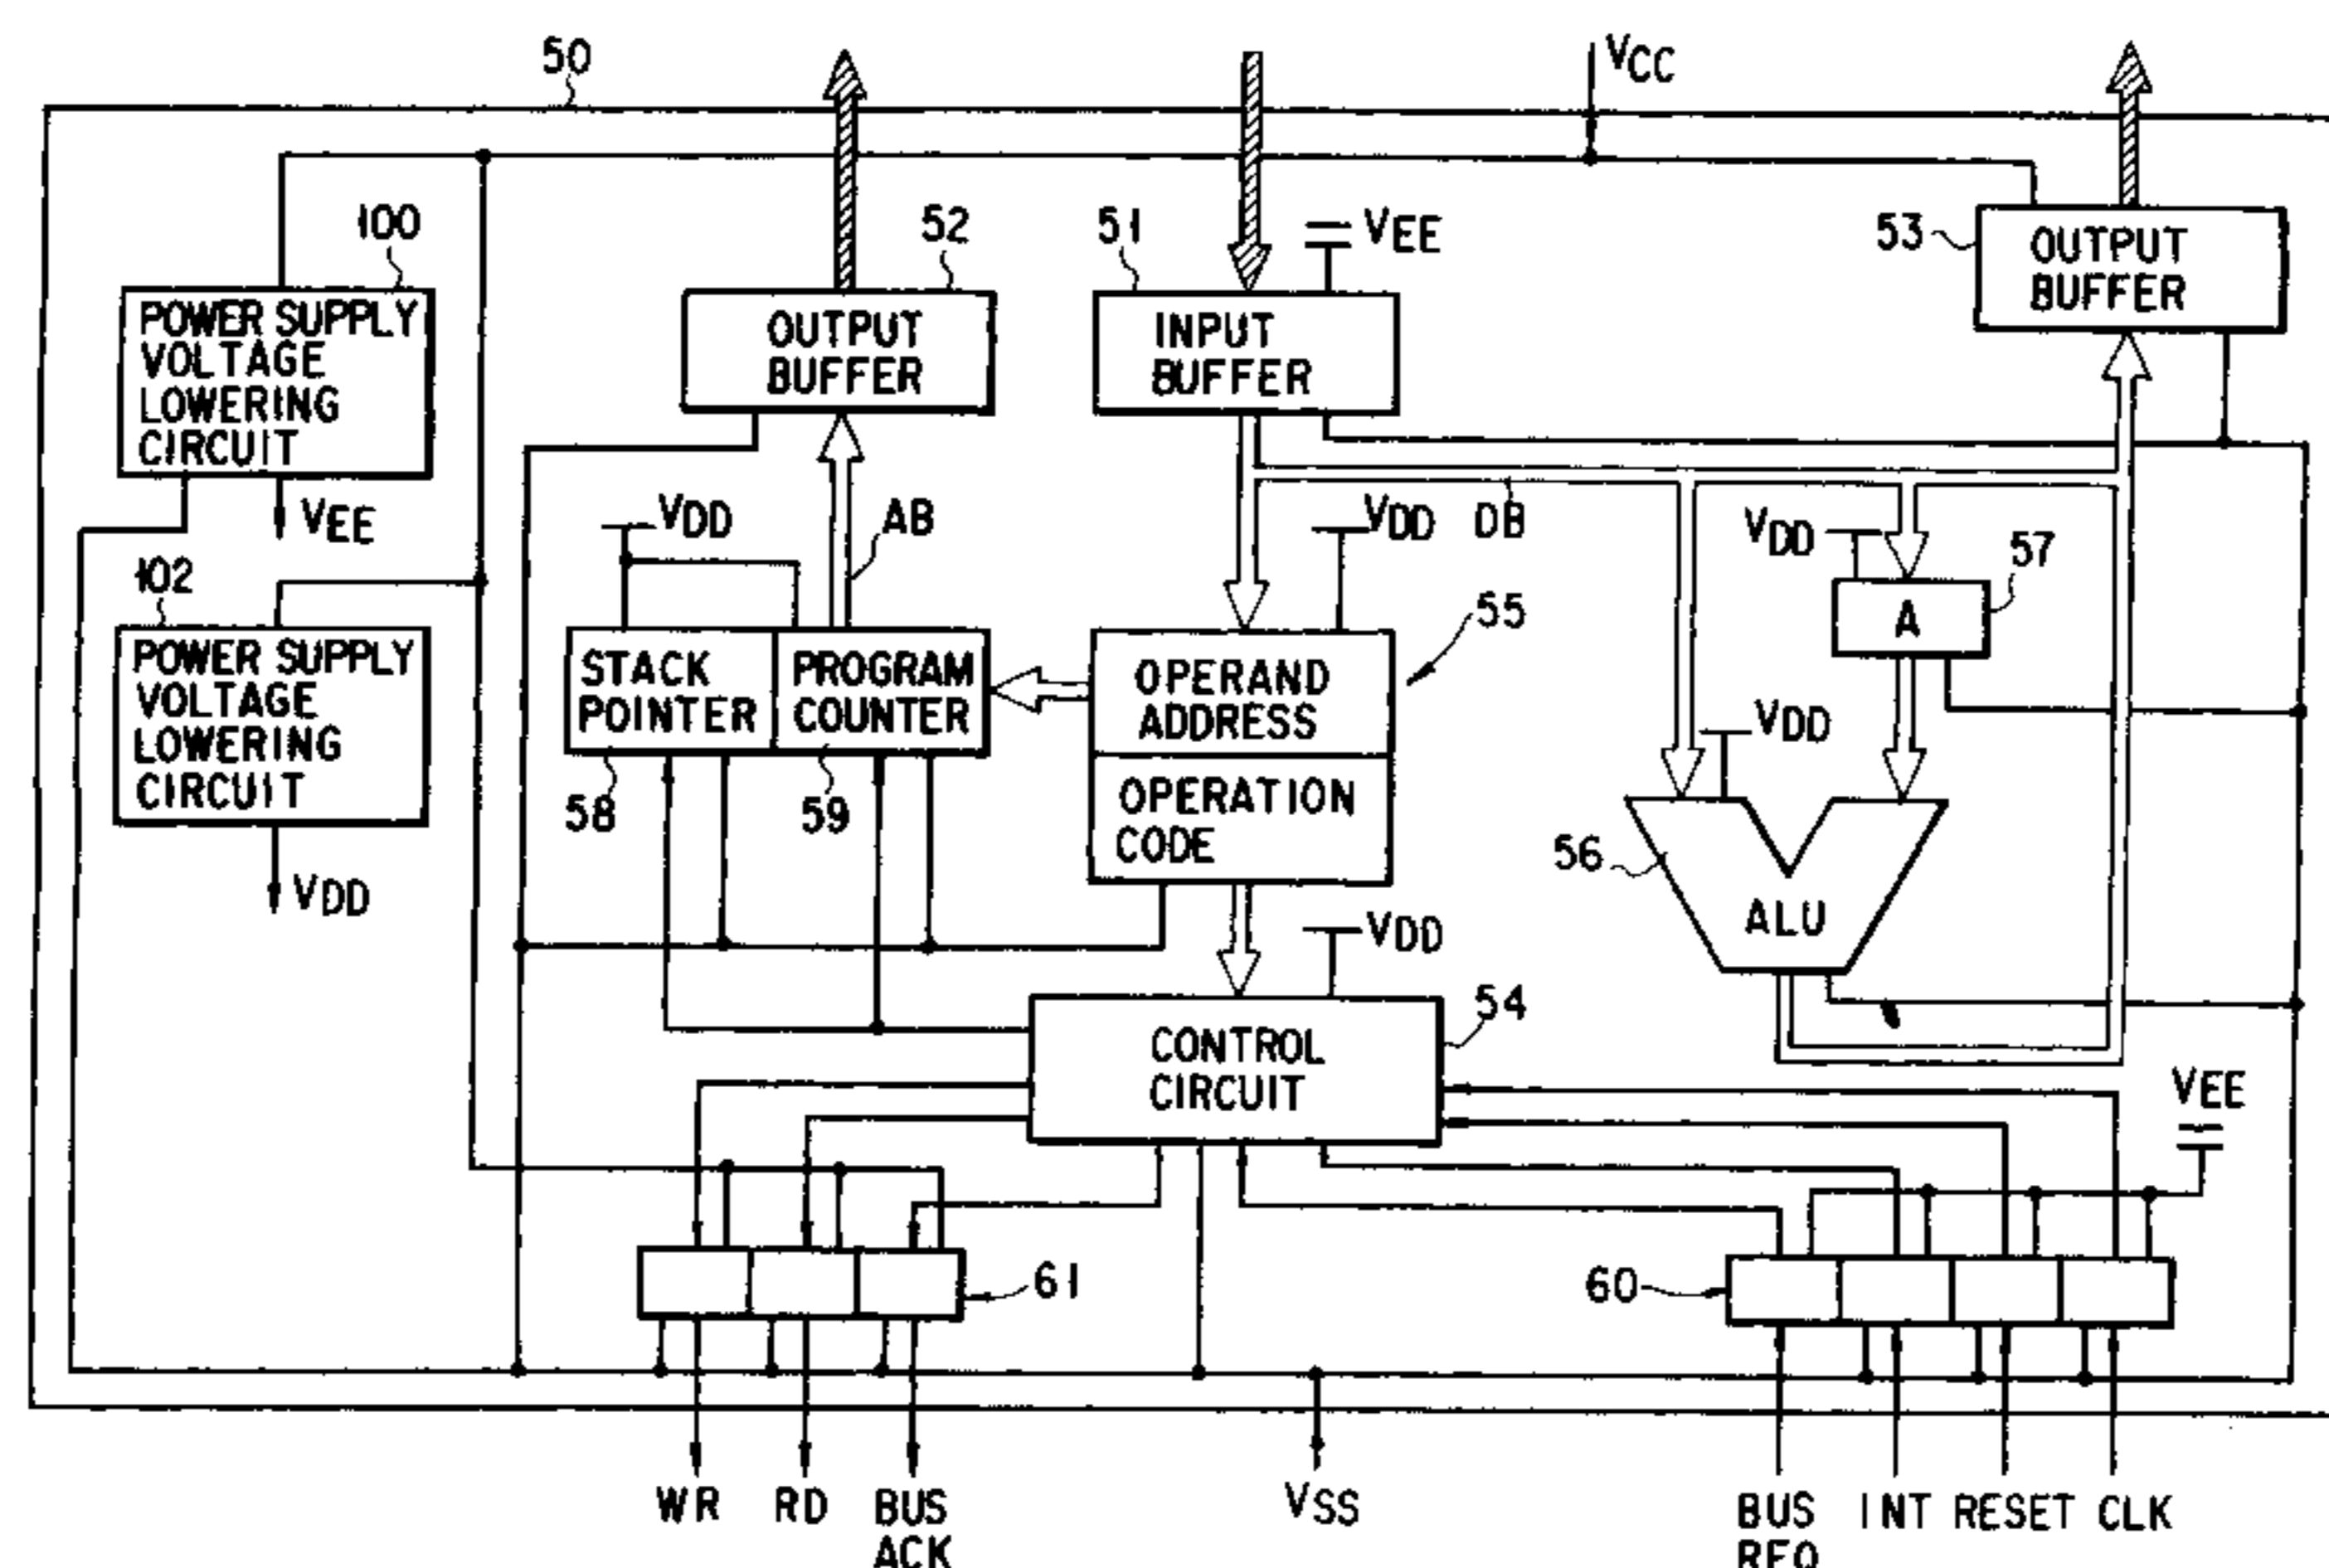 50
VCC
100
52
51
VEE
53
OUTPUT
BUFFER
POWER SUPPLY
VOLTAGE
LOWERING
CIRCUIT
OUTPUT
BUFFER
INPUT
BUFFER
VEE
VDD
AB
VDD
DB
VDD
57
102
A
55
POWER SUPPLY
VOLTAGE
LOWERING
CIRCUIT
STACK
POINTER
PROGRAM
COUNTER
OPERAND
ADDRESS
VDD
58
59
OPERATION
CODE
56
ALU
VDD
VDD
54
CONTROL
CIRCUIT
VEE
61
60
WR
RD
BUS
ACK
VSS
BUS
REQ
INT
RESET
CLK